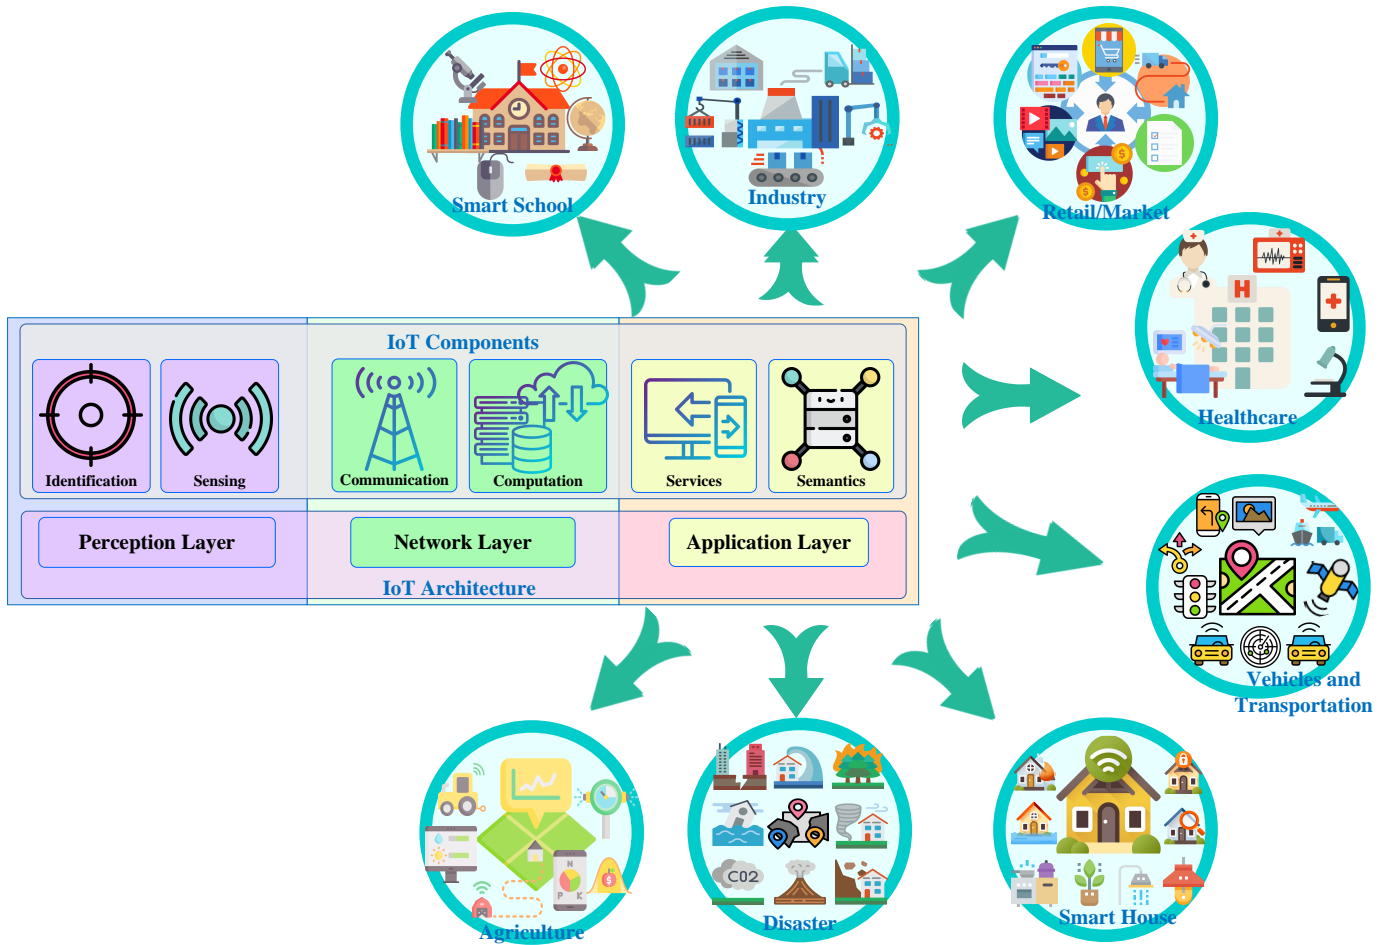 Smart School
Industry
Retail/Market
H
Healthcare
IoT Components
Identification
Sensing
Communication
Computation
Services
Semantics
Perception Layer
Network Layer
Application Layer
IoT Architecture
Vehicles and
Transportation
N
P K
$
$
$
Agriculture
CO2
Disaster
Smart House